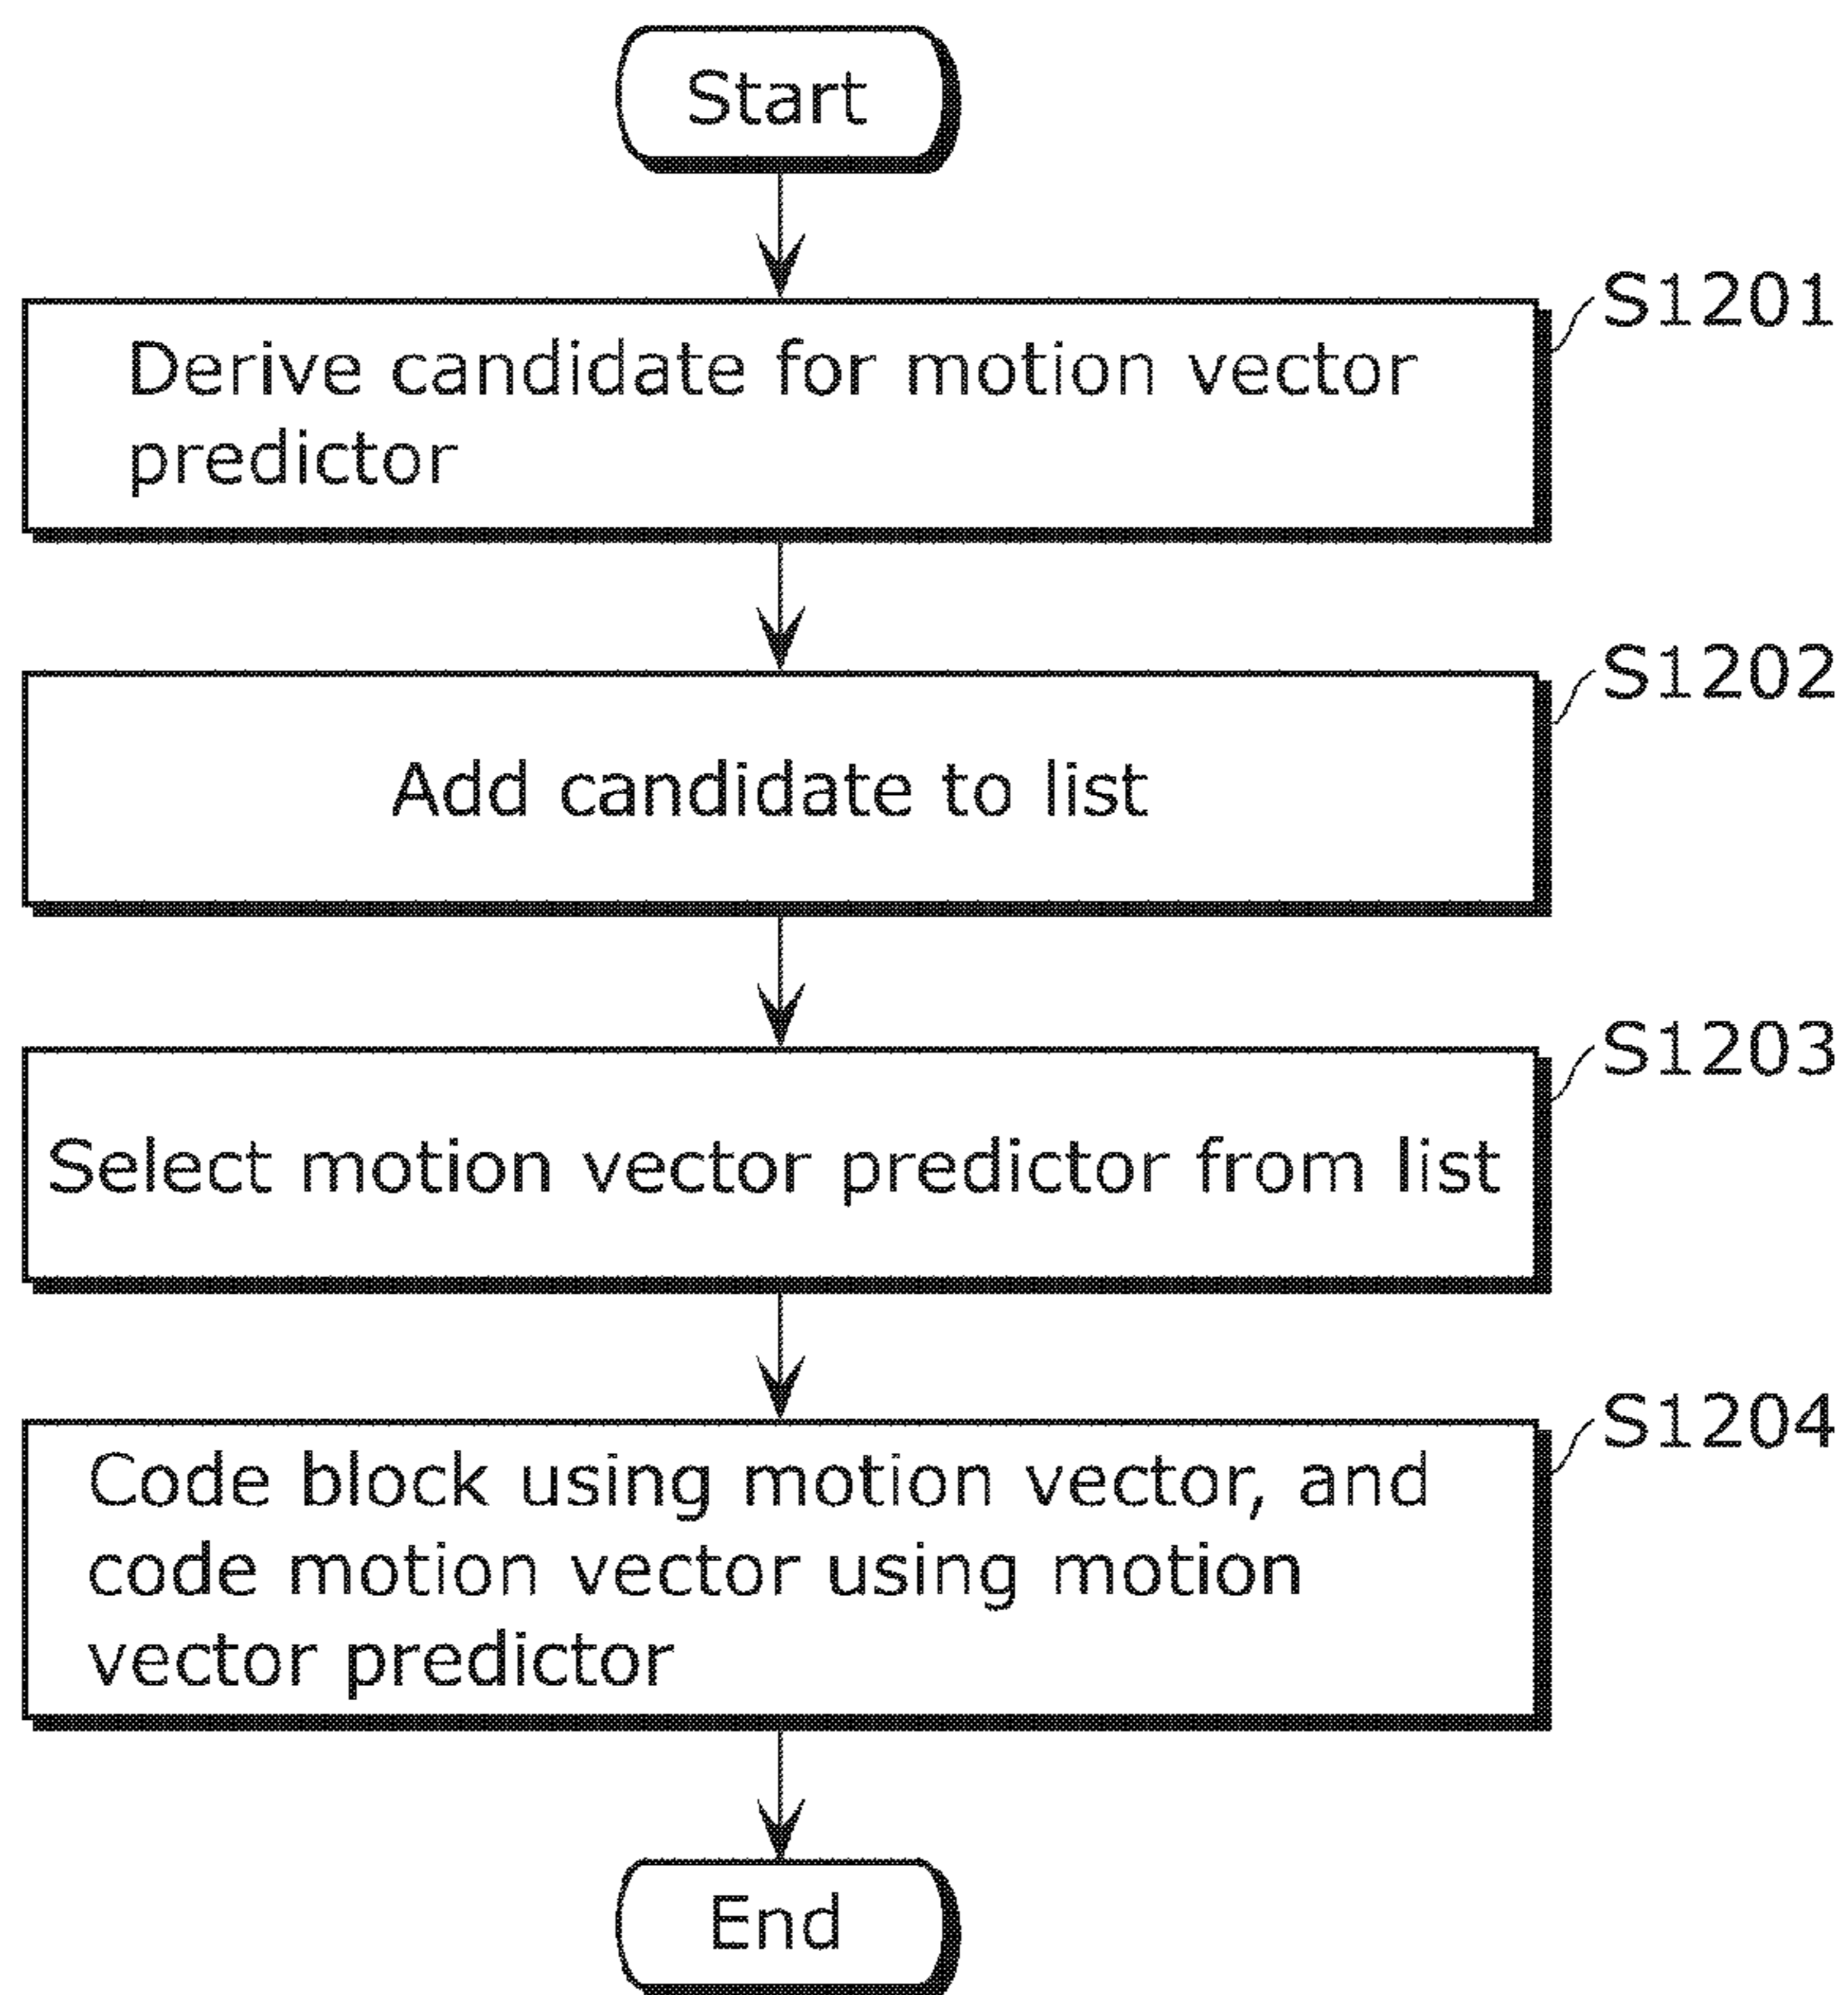 Start
S1201
Derive candidate for motion vector
predictor
S1202
Add candidate to list
S1203
Select motion vector predictor from list
S1204
Code block using motion vector, and
code motion vector using motion
vector predictor
End